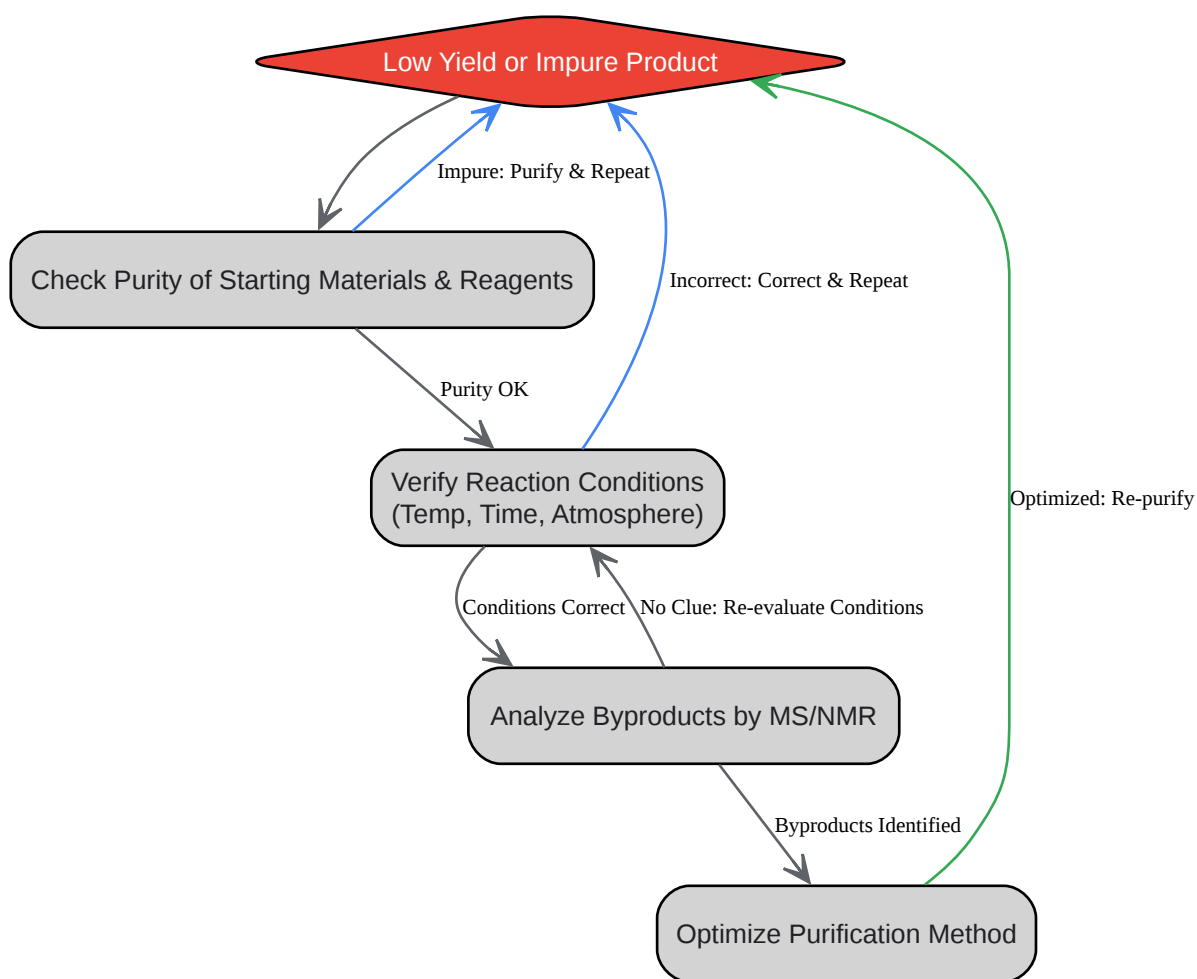 Low Yield or Impure Product
Impure: Purify & Repeat
Check Purity of Starting Materials & Reagents
Incorrect: Correct & Repeat
Purity OK
Verify Reaction Conditions
(Temp, Time, Atmosphere)
Optimized: Re-purify
Conditions Correct
No Clue: Re-evaluate Conditions
Analyze Byproducts by MS/NMR
Byproducts Identified
Optimize Purification Method